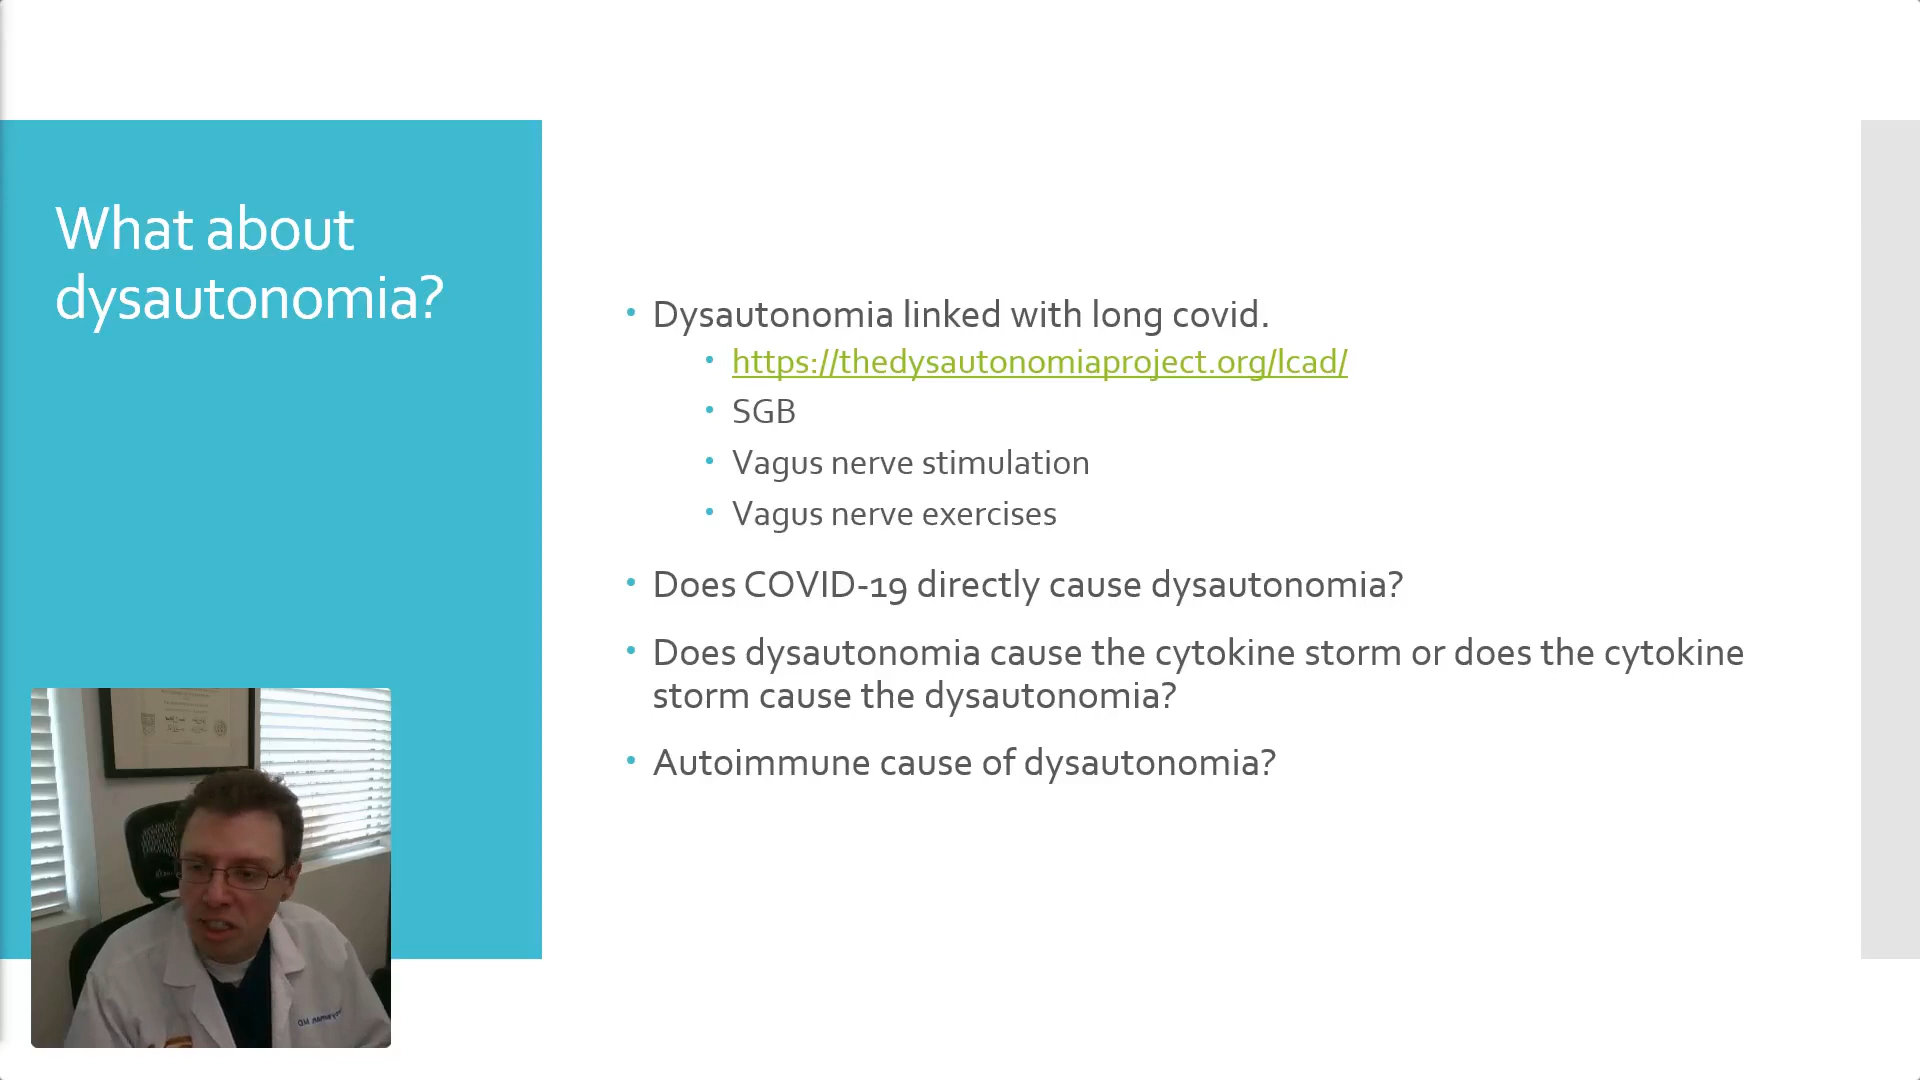 What about
dysautonomia?
Dysautonomia linked with long covid.
https://thedysautonomiaproject.org/lcad/
SGB
Vagus nerve stimulation
Vagus nerve exercises
Does COVID-19 directly cause dysautonomia?
Does dysautonomia cause the cytokine storm or does the cytokine
storm cause the dysautonomia?
Autoimmune cause of dysautonomia?